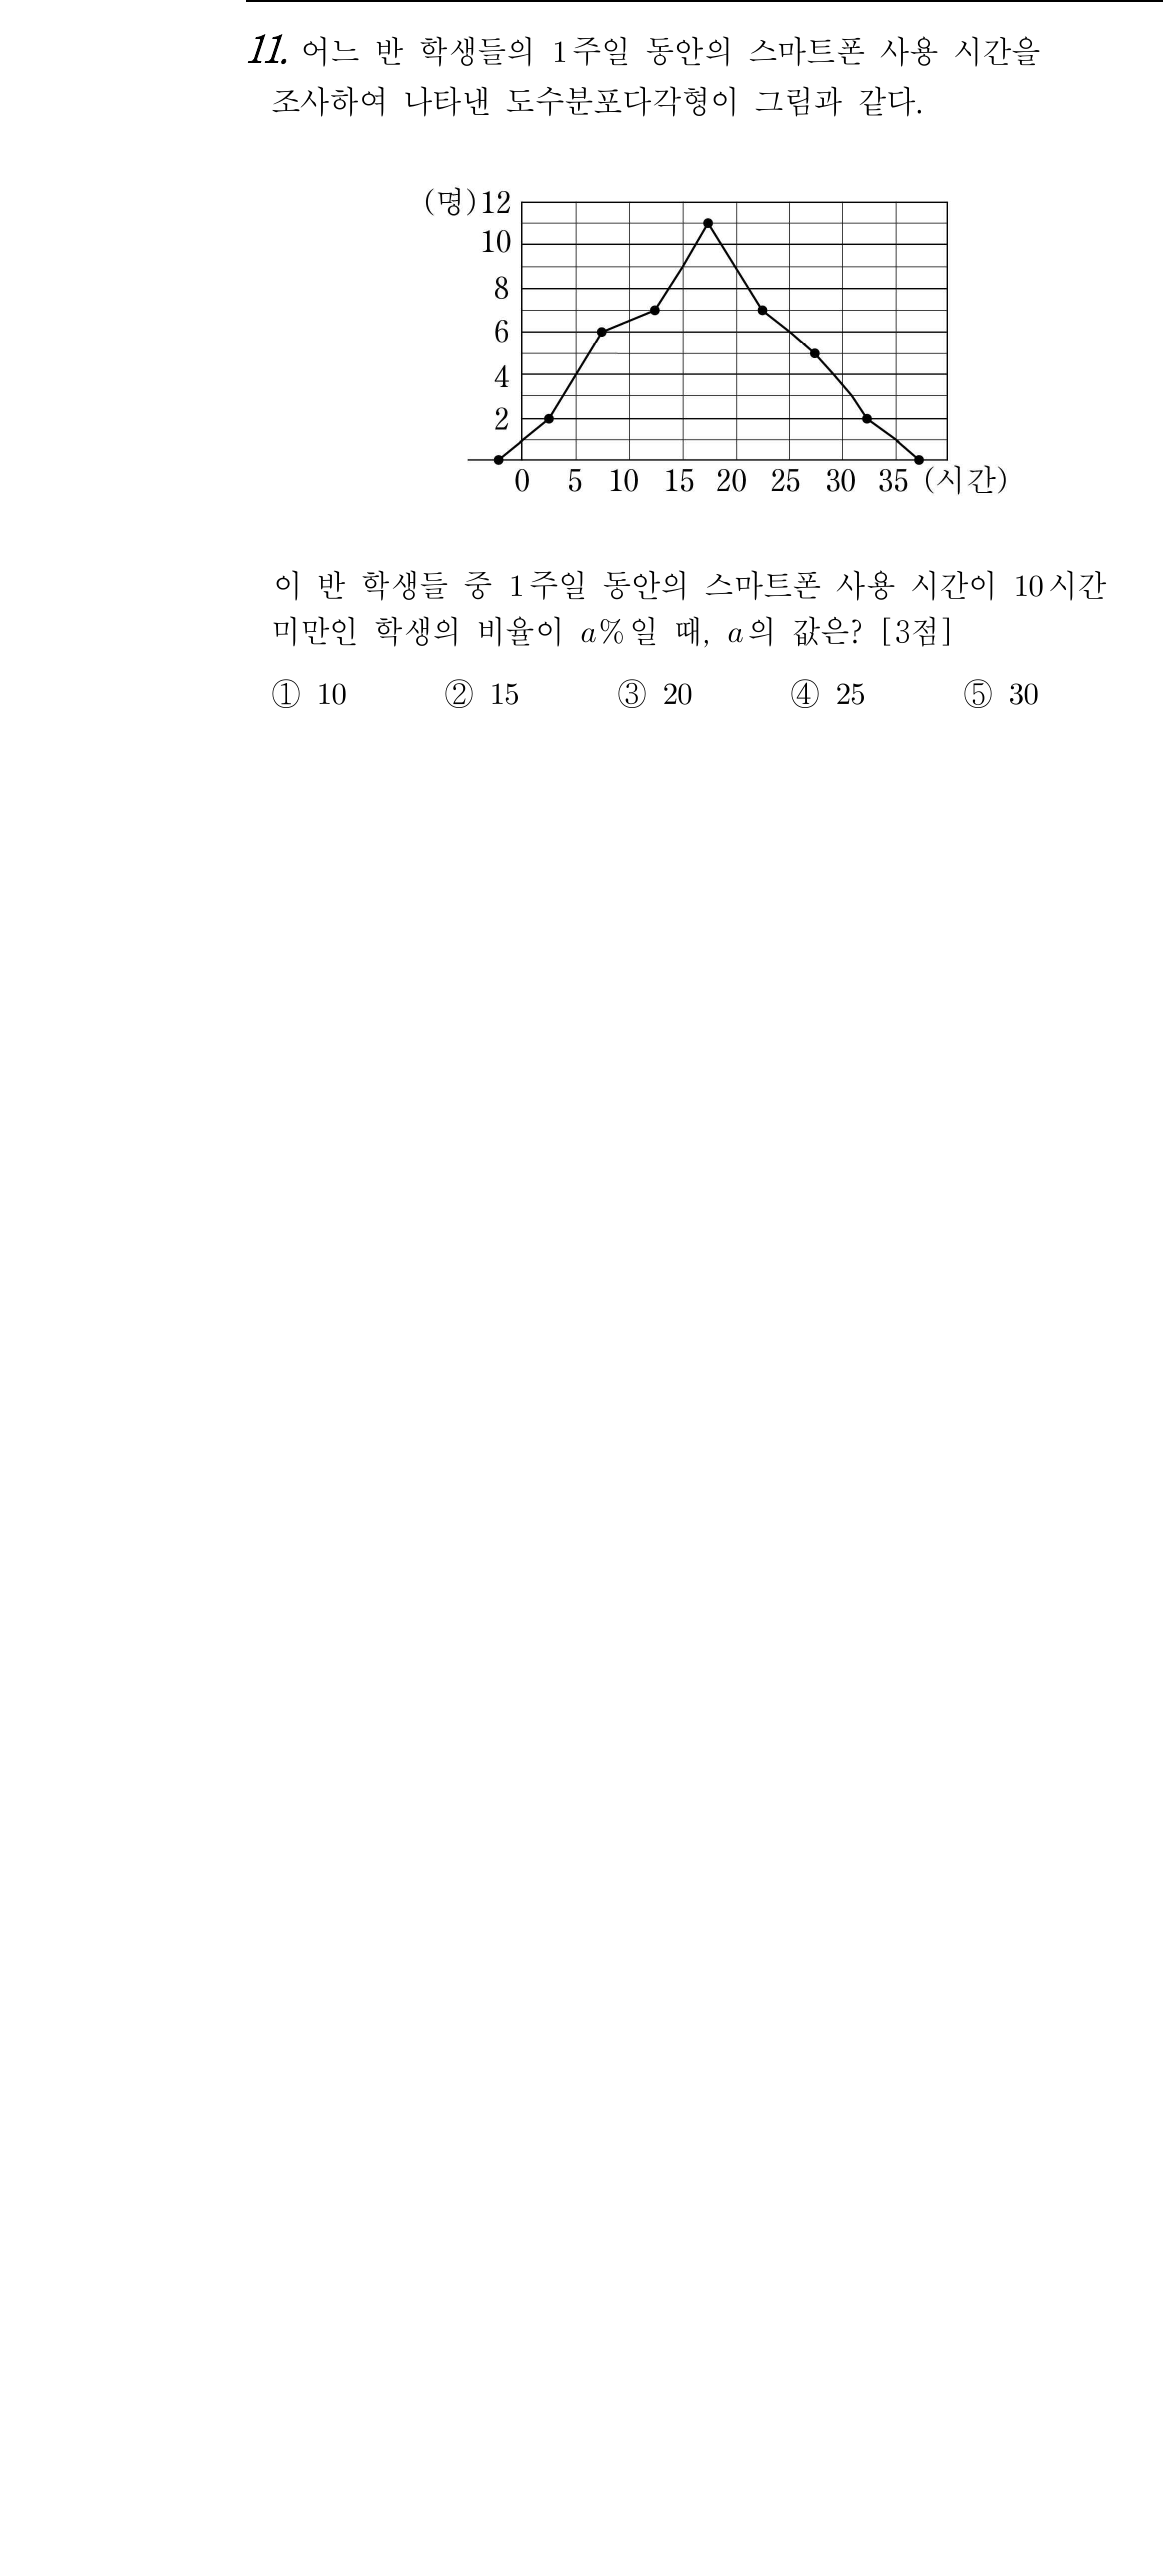 11. 어느 반 학생들의 1주일 동안의 스마트폰 사용 시간을
조사하여 나타낸 도수분포다각형이 그림과 같다.
(명) 12
10
8
6
4
2
0 5 10 15 20 25 30 35 (시간)
이 반 학생들 중 1주일 동안의 스마트폰 사용 시간이 10시간
미만인 학생의 비율이 a%일 때, a의 값은? [3점]
① 10 ② 15 ③ 20 ④ 25 ⑤ 30